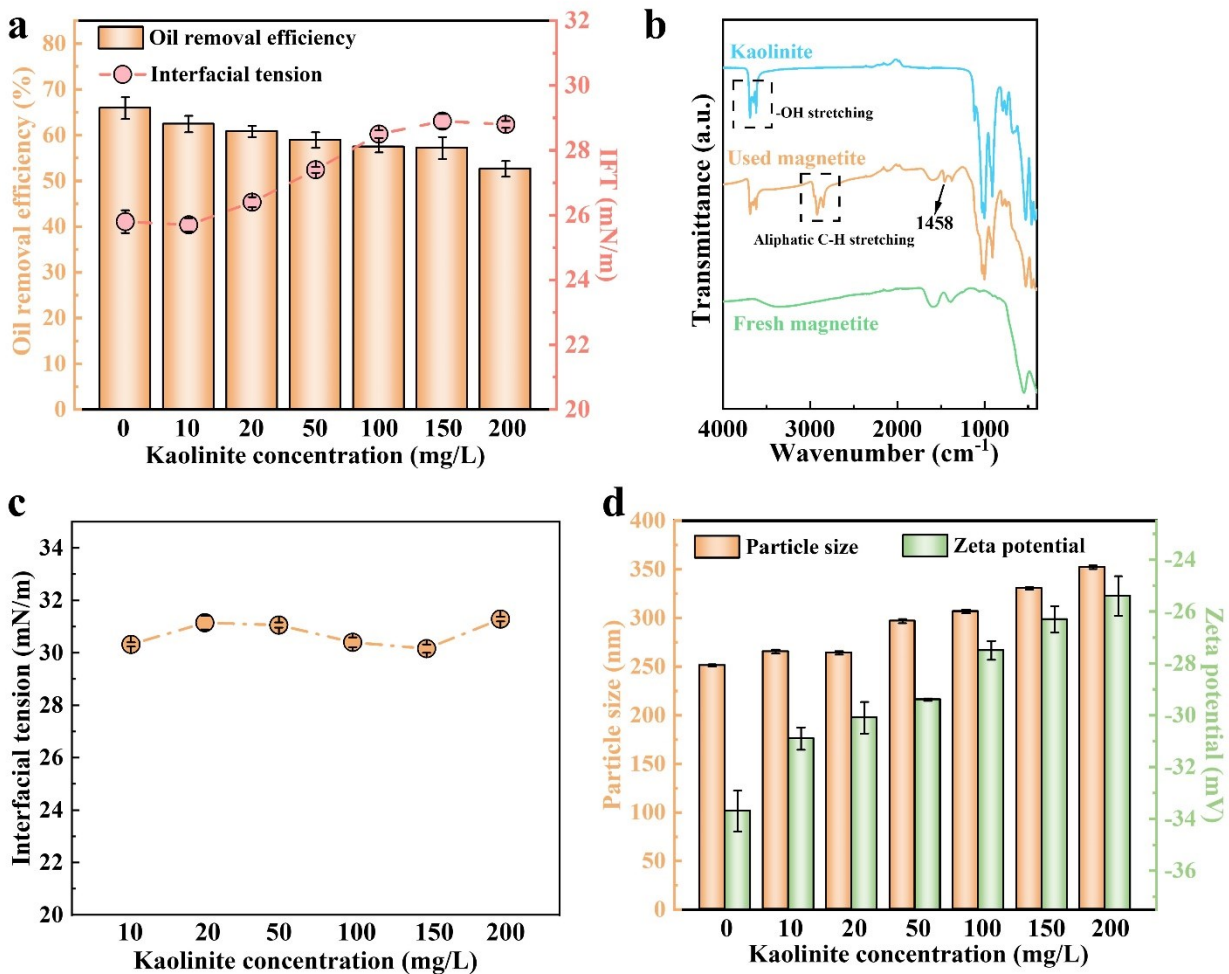 a
Oil removal efficiency
Interfacial tension
Oil removal efficiency (%)
80
70
60
50
40
30
20
10
0
32
30
28
26
24
22
20
IFT (mN/m)
0 10 20 50 100 150 200
Kaolinite concentration (mg/L)
b
Kaolinite
-OH stretching
Used magnetite
1458
Aliphatic C-H stretching
Fresh magnetite
Transmittance (a.u.)
4000 3000 2000 1000
Wavenumber (cm⁻¹)
c
Interfacial tension (mN/m)
34
32
30
28
26
24
22
20
10 20 50 100 150 200
Kaolinite concentration (mg/L)
d
Particle size
Zeta potential
Particle size (nm)
400
350
300
250
200
150
100
50
0
-24
-26
-28
-30
-32
-34
-36
Zeta potential (mV)
0 10 20 50 100 150 200
Kaolinite concentration (mg/L)